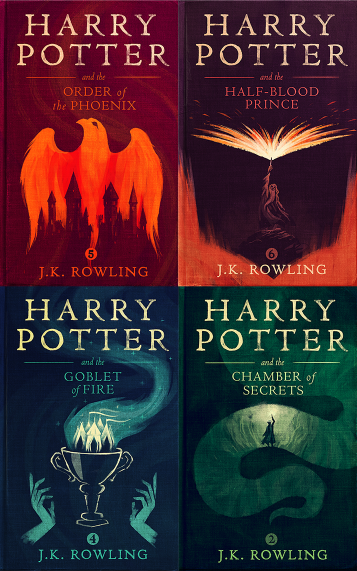 HARRY
POTTER
and the
ORDER of
the PHOENIX
5
J.K. ROWLING
HARRY
POTTER
and the
HALF-BLOOD
PRINCE
6
J.K. ROWLING
HARRY
POTTER
and the
GOBLET
of FIRE
4
J.K. ROWLING
HARRY
POTTER
and the
CHAMBER of
SECRETS
2
J.K. ROWLING